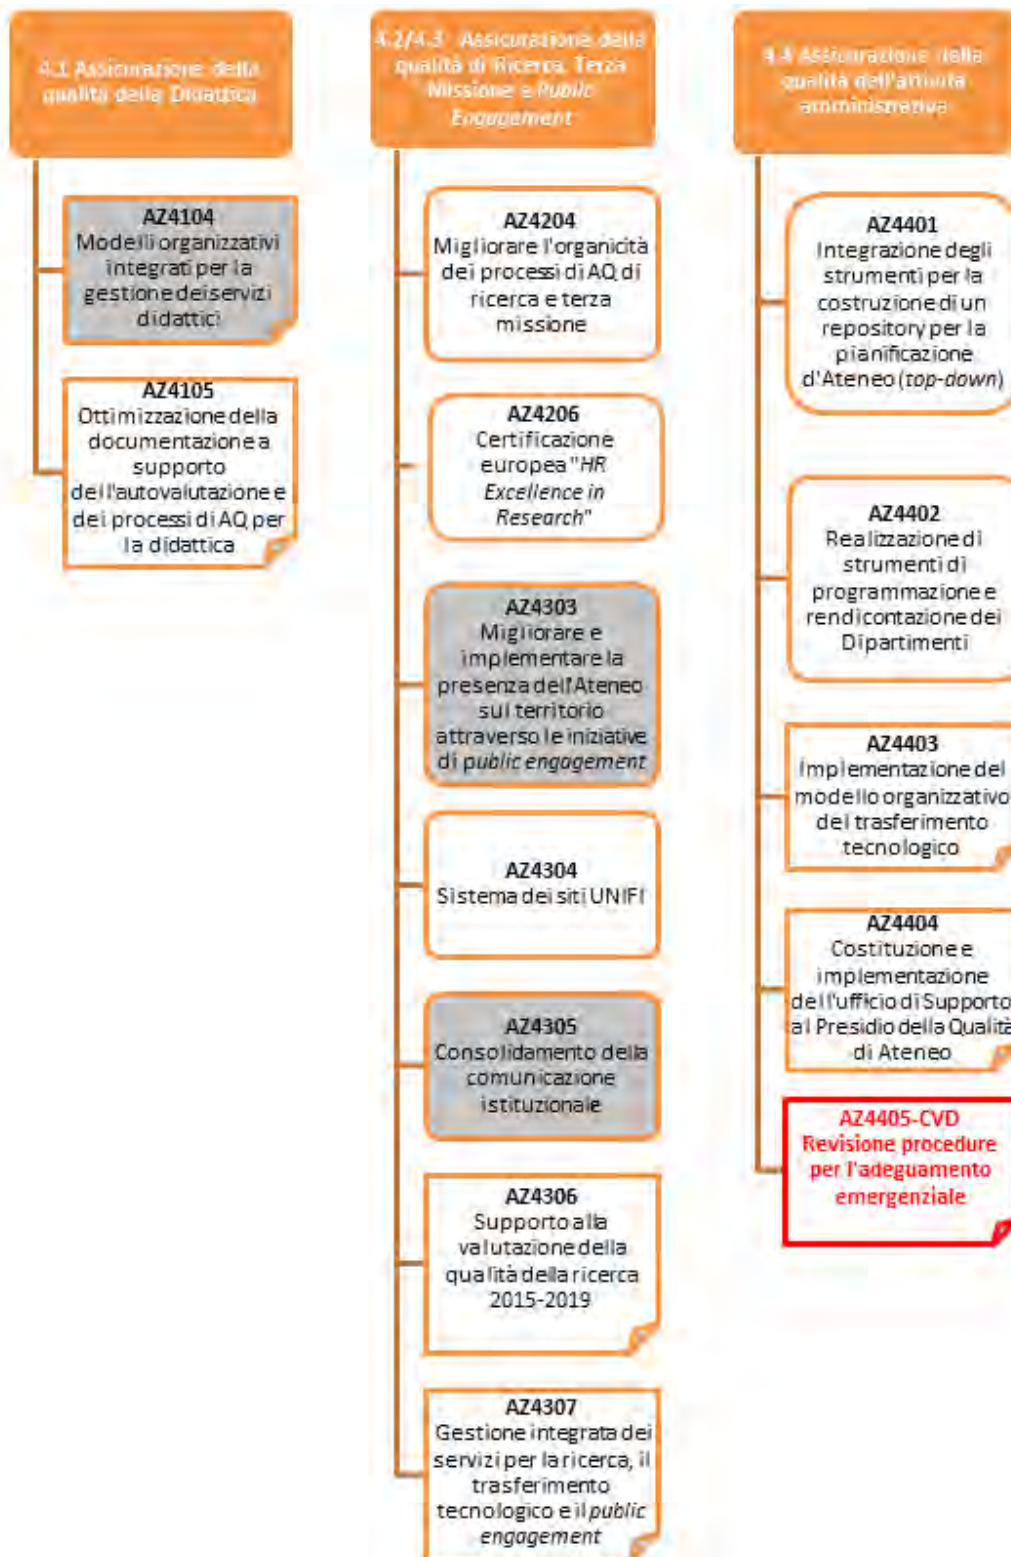 4.1 Assicurazione della
qualità della Didattica
AZ4104
Modelli organizzativi
integrati per la
gestione dei servizi
didattici
AZ4105
Ottimizzazione della
documentazione a
supporto
dell'autovalutazione e
dei processi di AQ per
la didattica
4.2/4.3 Assicurazione della
qualità di Ricerca, Terza
Missione e Public
Engagement
AZ4204
Migliorare l'organicità
dei processi di AQ di
ricerca e terza
missione
AZ4206
Certificazione
europea "HR
Excellence in
Research"
AZ4303
Migliorare e
implementare la
presenza dell'Ateneo
sul territorio
attraverso le iniziative
di public engagement
AZ4304
Sistema dei siti UNIFI
AZ4305
Consolidamento della
comunicazione
istituzionale
AZ4306
Supporto alla
valutazione della
qualità della ricerca
2015-2019
AZ4307
Gestione integrata dei
servizi per la ricerca, il
trasferimento
tecnologico e il public
engagement
4.4 Assicurazione della
qualità dell'attività
amministrativa
AZ4401
Integrazione degli
strumenti per la
costruzione di un
repository per la
pianificazione
d'Ateneo (top-down)
AZ4402
Realizzazione di
strumenti di
programmazione e
rendicontazione dei
Dipartimenti
AZ4403
Implementazione del
modello organizzativo
del trasferimento
tecnologico
AZ4404
Costituzione e
implementazione
dell'ufficio di Supporto
al Presidio della Qualità
di Ateneo
AZ4405-CVD
Revisione procedure
per l'adeguamento
emergenziale